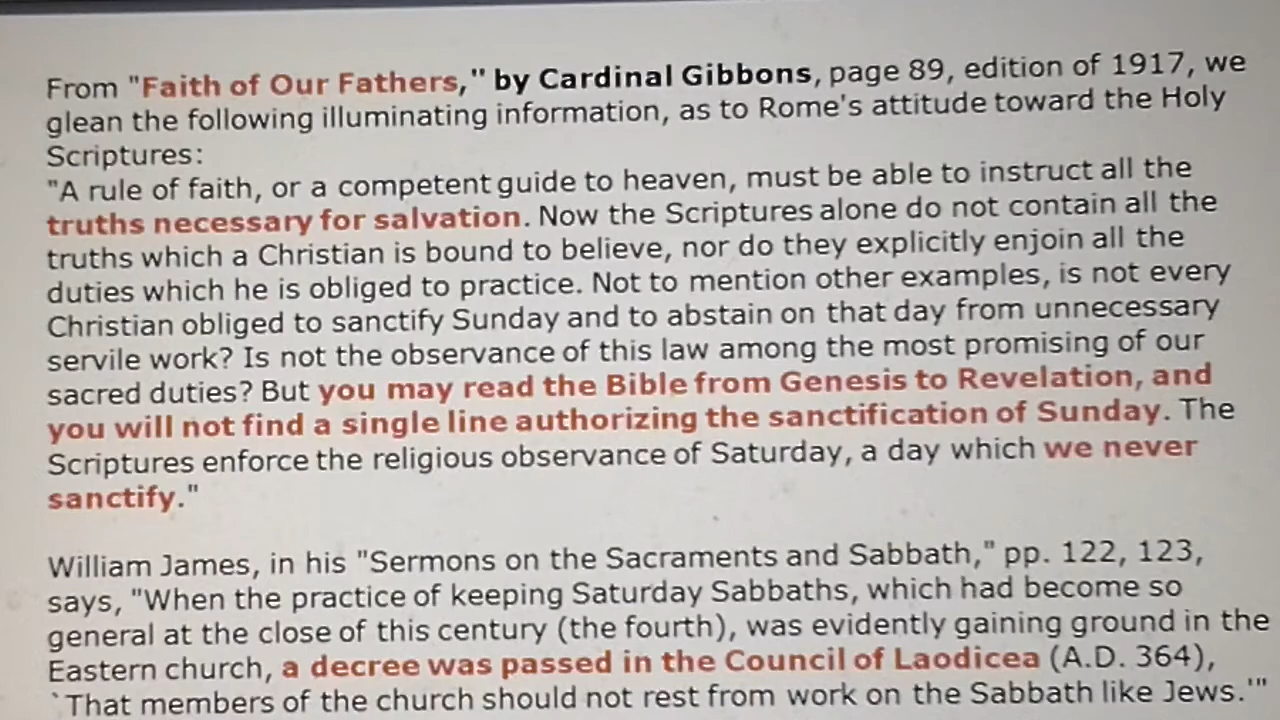 From "Faith of Our Fathers," by Cardinal Gibbons, page 89, edition of 1917, we
glean the following illuminating information, as to Rome's attitude toward the Holy
Scriptures:
"A rule of faith, or a competent guide to heaven, must be able to instruct all the
truths necessary for salvation. Now the Scriptures alone do not contain all the
truths which a Christian is bound to believe, nor do they explicitly enjoin all the
duties which he is obliged to practice. Not to mention other examples, is not every
Christian obliged to sanctify Sunday and to abstain on that day from unnecessary
servile work? Is not the observance of this law among the most promising of our
sacred duties? But you may read the Bible from Genesis to Revelation, and
you will not find a single line authorizing the sanctification of Sunday. The
Scriptures enforce the religious observance of Saturday, a day which we never
sanctify."
William James, in his "Sermons on the Sacraments and Sabbath," pp. 122, 123,
says, "When the practice of keeping Saturday Sabbaths, which had become so
general at the close of this century (the fourth), was evidently gaining ground in the
Eastern church, a decree was passed in the Council of Laodicea (A.D. 364),
`That members of the church should not rest from work on the Sabbath like Jews.'"